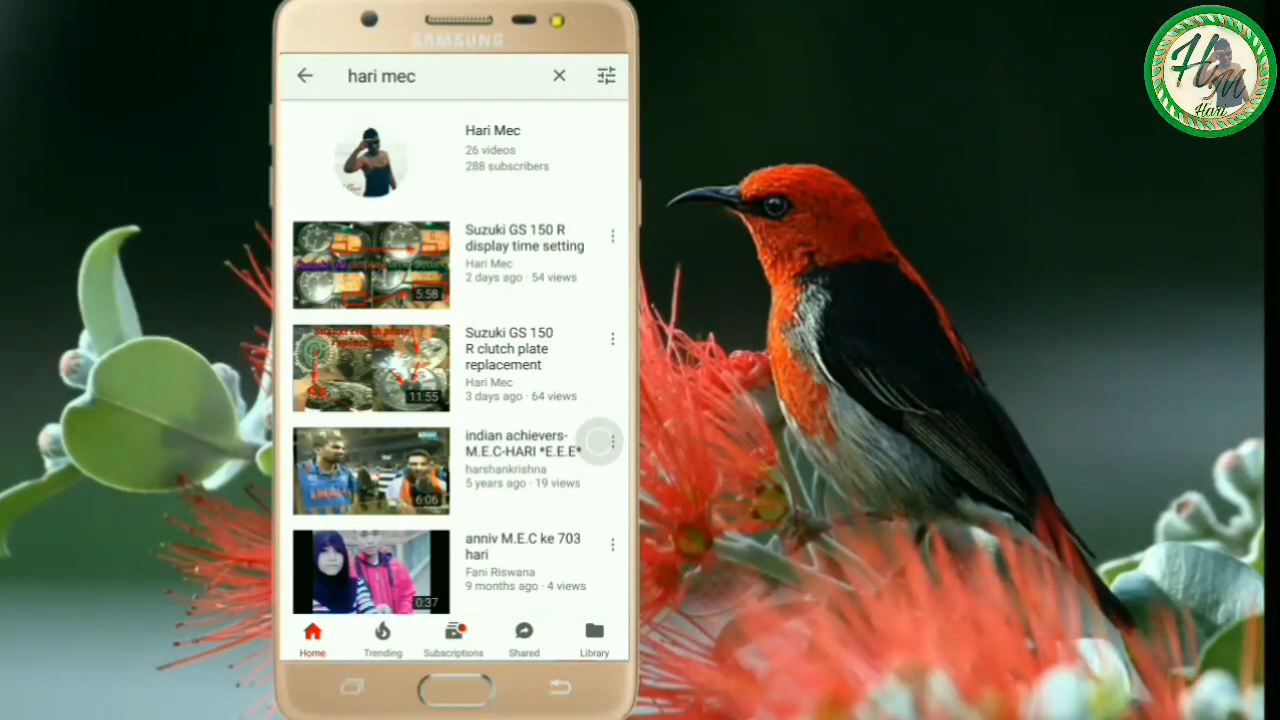 SAMSUNG
hari mec
Hari Mec
26 videos
288 subscribers
Suzuki GS 150 R
display time setting
Hari Mec
2 days ago · 54 views
5:58
Suzuki GS 150
R clutch plate
replacement
Hari Mec
3 days ago · 64 views
11:55
indian achievers-
M.E.C-HARI *E.E.E*
harshankrishna
5 years ago · 19 views
6:06
anniv M.E.C ke 703
hari
Fani Riswana
9 months ago · 4 views
0:37
Home
Trending
Subscriptions
Shared
Library
H
M
Hari